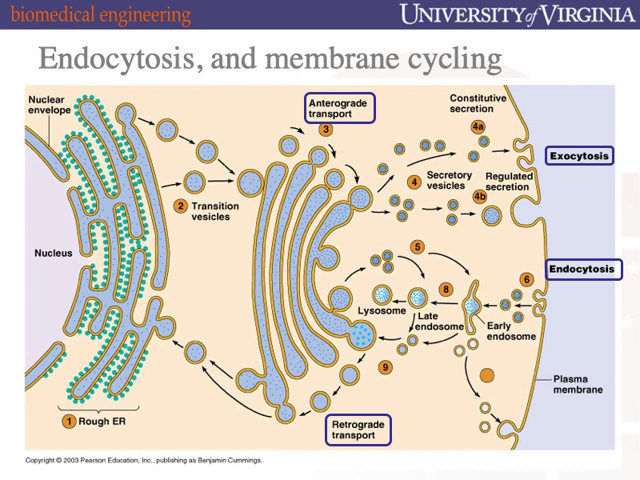 biomedical engineering
UNIVERSITY of VIRGINIA
Endocytosis, and membrane cycling
Nuclear
envelope
Anterograde
transport
3
Constitutive
secretion
4a
Exocytosis
4
Secretory
vesicles
Regulated
secretion
4b
2
Transition
vesicles
Nucleus
5
6
Endocytosis
8
Lysosome
Late
endosome
Early
endosome
9
Plasma
membrane
1 Rough ER
Retrograde
transport
Copyright © 2003 Pearson Education, Inc., publishing as Benjamin Cummings.